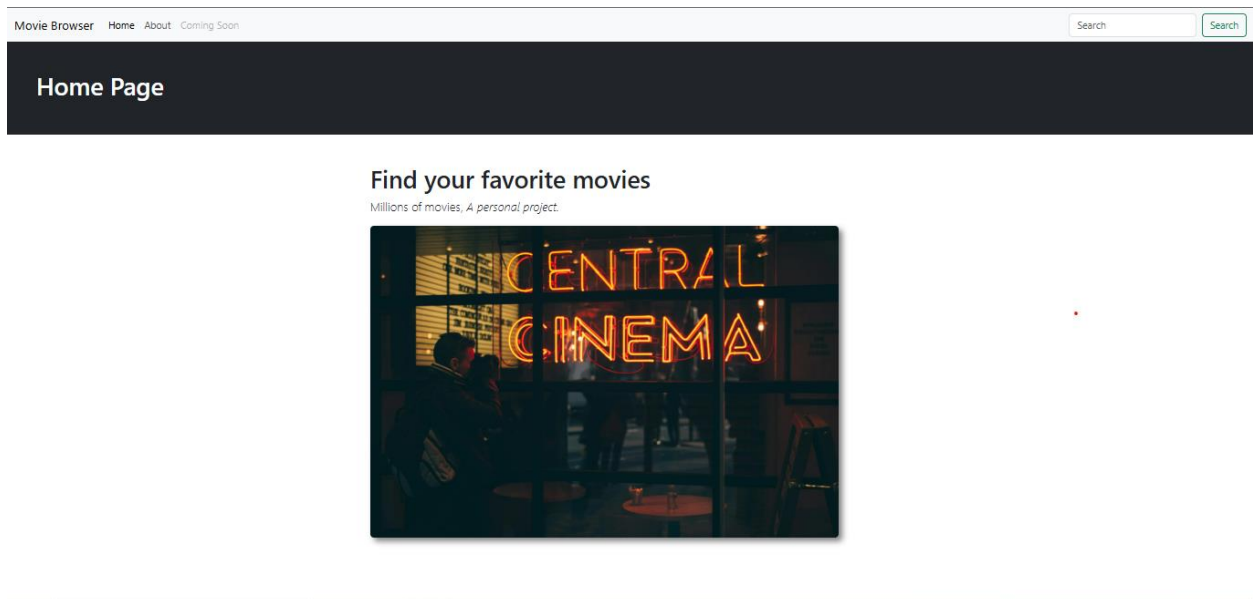 Movie Browser Home About Coming Soon Search Search
Home Page
Find your favorite movies
Millions of movies, A personal project.
CENTRAL
CINEMA